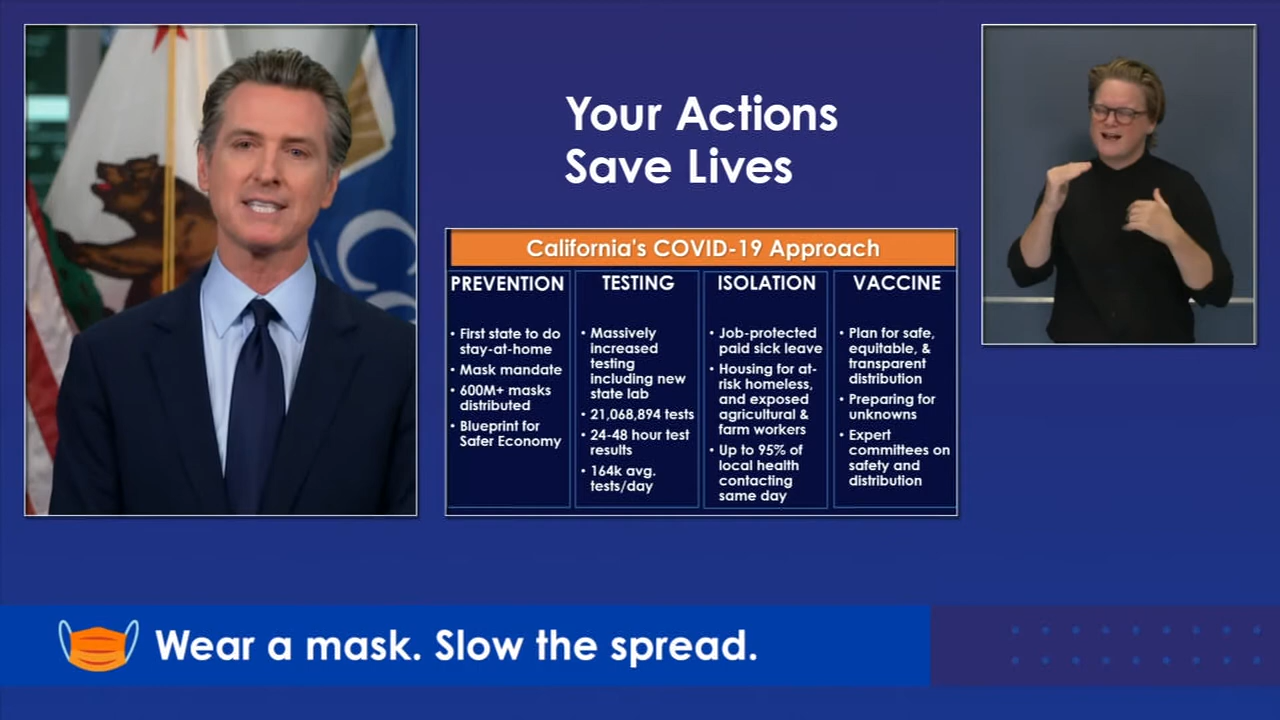 Your Actions
Save Lives
California's COVID-19 Approach
PREVENTION
• First state to do
stay-at-home
• Mask mandate
• 600M+ masks
distributed
• Blueprint for
Safer Economy
TESTING
• Massively
increased
testing
including new
state lab
• 21,068,894 tests
• 24-48 hour test
results
• 164k avg.
tests/day
ISOLATION
• Job-protected
paid sick leave
• Housing for at-
risk homeless,
and exposed
agricultural &
farm workers
• Up to 95% of
local health
contacting
same day
VACCINE
• Plan for safe,
equitable, &
transparent
distribution
• Preparing for
unknowns
• Expert
committees on
safety and
distribution
Wear a mask. Slow the spread.